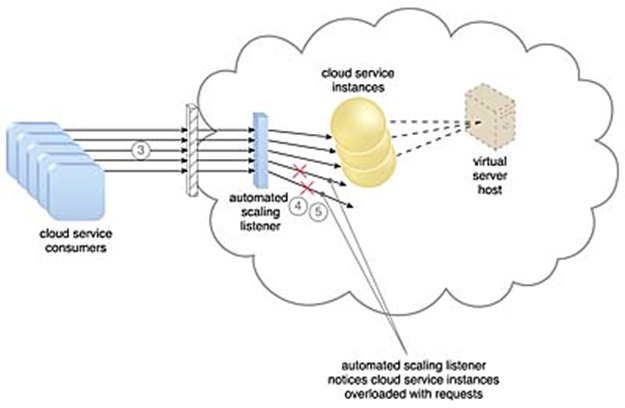 cloud service
instances
3
virtual
server
host
automated
scaling
listener
4
5
cloud service
consumers
automated scaling listener
notices cloud service instances
overloaded with requests